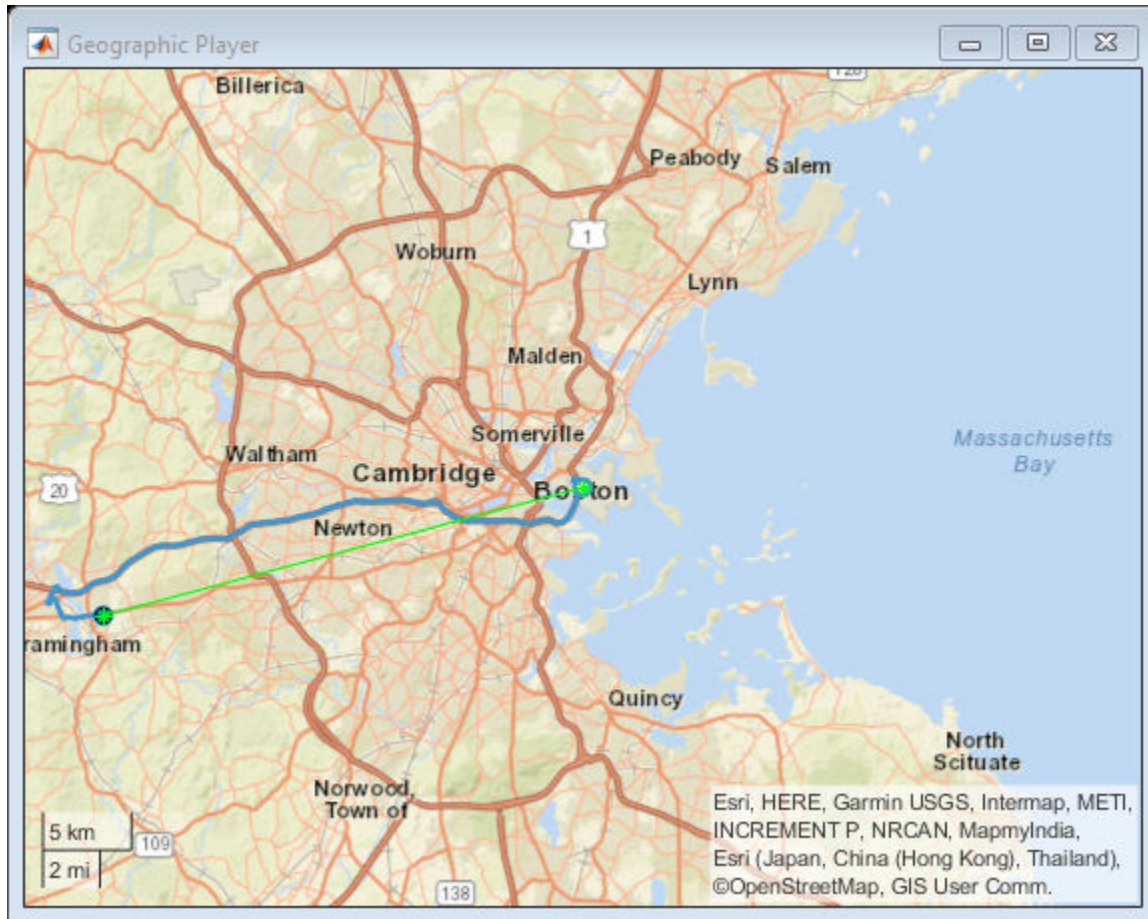 Geographic Player
128
Billerica
Peabody
Salem
1
Woburn
Lynn
Malden
Somerville
Massachusetts
Bay
Waltham
Cambridge
20
Boston
Newton
ramingham
Quincy
North
Scituate
Norwood,
Town of
5 km
2 mi
109
138
Esri, HERE, Garmin USGS, Intermap, METI,
INCREMENT P, NRCAN, MapmyIndia,
Esri (Japan, China (Hong Kong), Thailand),
©OpenStreetMap, GIS User Comm.